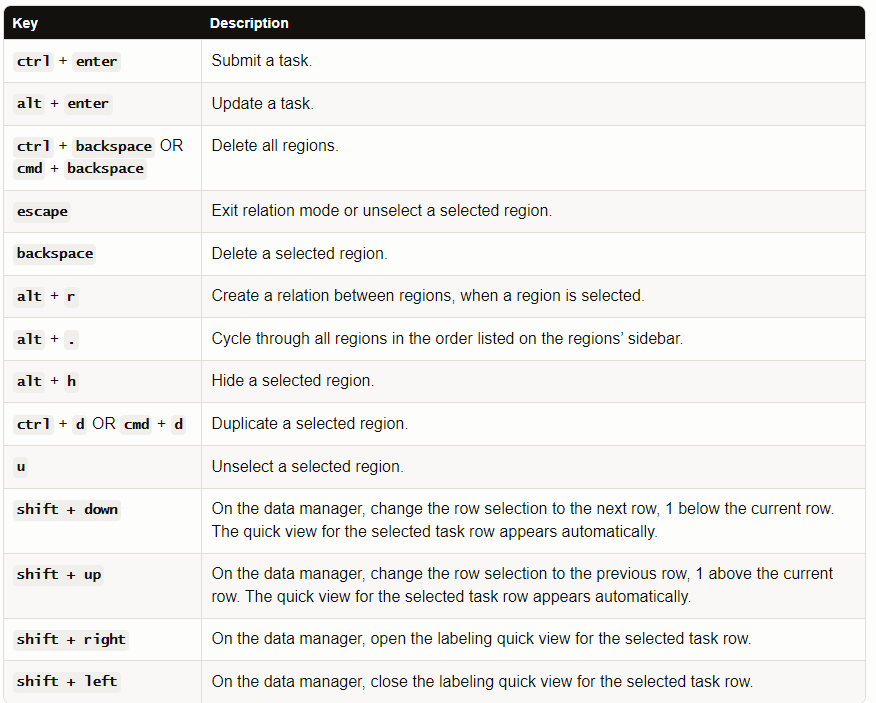 Key Description
ctrl + enter Submit a task.
alt + enter Update a task.
ctrl + backspace OR Delete all regions.
cmd + backspace
escape Exit relation mode or unselect a selected region.
backspace Delete a selected region.
alt + r Create a relation between regions, when a region is selected.
alt + . Cycle through all regions in the order listed on the regions’ sidebar.
alt + h Hide a selected region.
ctrl + d OR cmd + d Duplicate a selected region.
u Unselect a selected region.
shift + down On the data manager, change the row selection to the next row, 1 below the current row.
The quick view for the selected task row appears automatically.
shift + up On the data manager, change the row selection to the previous row, 1 above the current
row. The quick view for the selected task row appears automatically.
shift + right On the data manager, open the labeling quick view for the selected task row.
shift + left On the data manager, close the labeling quick view for the selected task row.